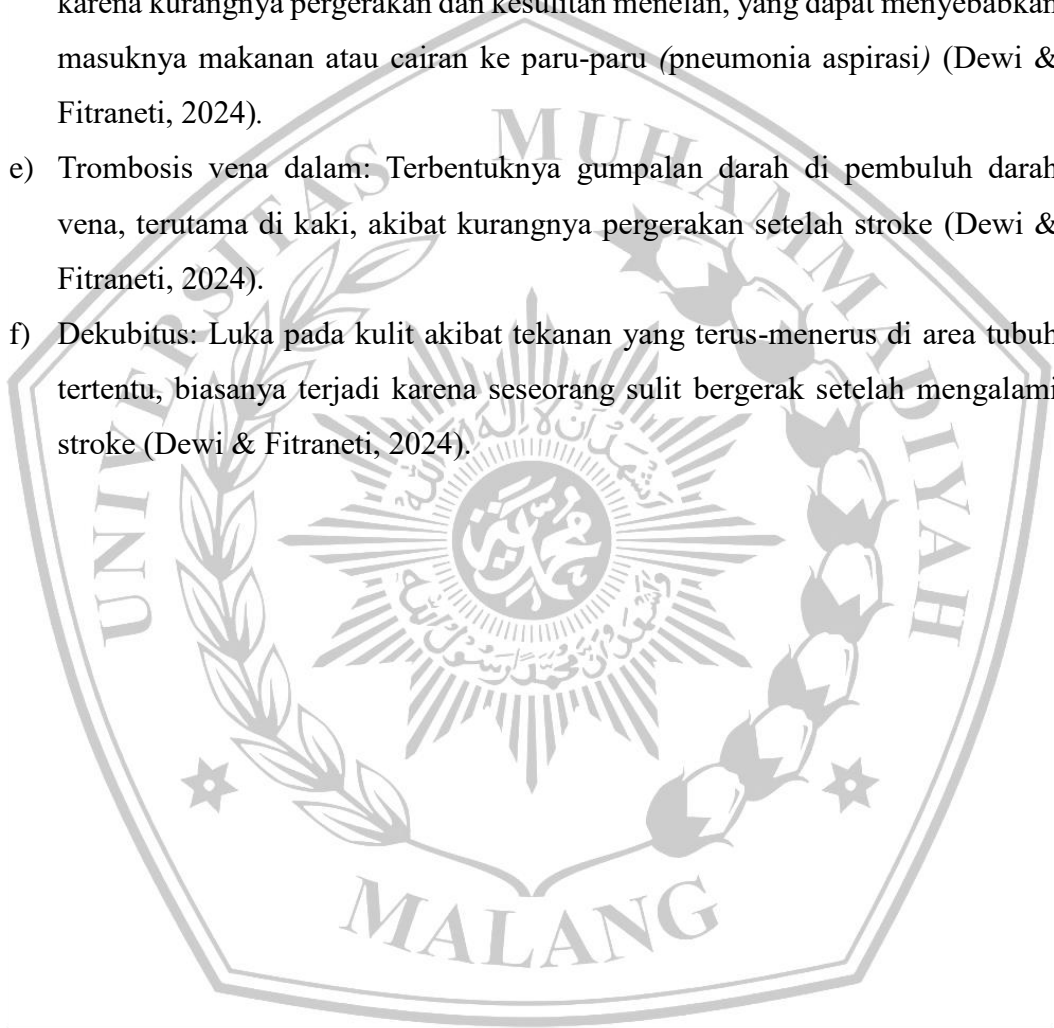 karena kurangnya pergerakan dan kesulitan menelan, yang dapat menyebabkan
masuknya makanan atau cairan ke paru-paru (pneumonia aspirasi) (Dewi &
Fitraneti, 2024).
e) Trombosis vena dalam: Terbentuknya gumpalan darah di pembuluh darah
vena, terutama di kaki, akibat kurangnya pergerakan setelah stroke (Dewi &
Fitraneti, 2024).
f) Dekubitus: Luka pada kulit akibat tekanan yang terus-menerus di area tubuh
tertentu, biasanya terjadi karena seseorang sulit bergerak setelah mengalami
stroke (Dewi & Fitraneti, 2024).
UNIVERSITAS MUHAMMADIYAH
MALANG